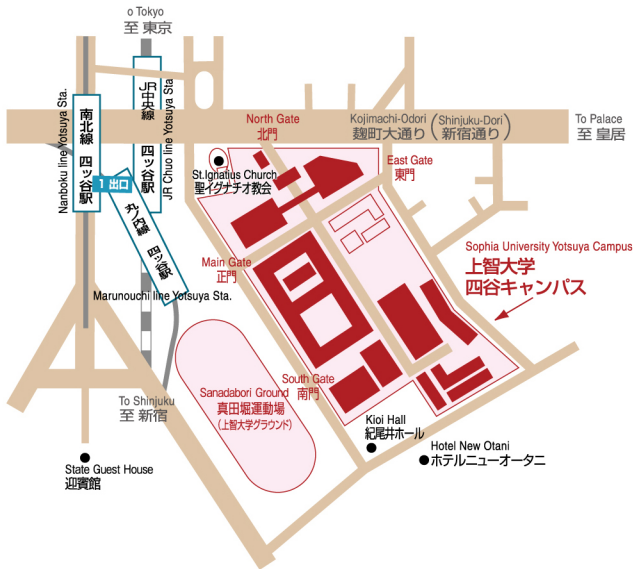 o Tokyo
至 東京
Nanboku line Yotsuya Sta.
南北線 四ッ谷駅
JR中央線 四ッ谷駅
JR Chuo line Yotsuya Sta
1 出口
丸ノ内線 四ッ谷駅
Marunouchi line Yotsuya Sta.
North Gate
北門
Kojimachi-Odori (Shinjuku-Dori)
麹町大通り(新宿通り)
To Palace
至 皇居
St.Ignatius Church
聖イグナチオ教会
East Gate
東門
Sophia University Yotsuya Campus
上智大学
四谷キャンパス
Main Gate
正門
South Gate
南門
Sanadabori Ground
真田堀運動場
(上智大学グラウンド)
To Shinjuku
至 新宿
Kioi Hall
紀尾井ホール
Hotel New Otani
ホテルニューオータニ
State Guest House
迎賓館